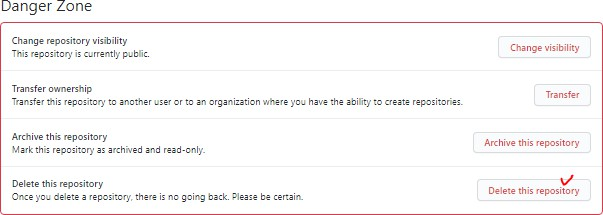 Danger Zone
Change repository visibility
This repository is currently public.
Change visibility
Transfer ownership
Transfer this repository to another user or to an organization where you have the ability to create repositories.
Transfer
Archive this repository
Mark this repository as archived and read-only.
Archive this repository
Delete this repository
Once you delete a repository, there is no going back. Please be certain.
Delete this repository